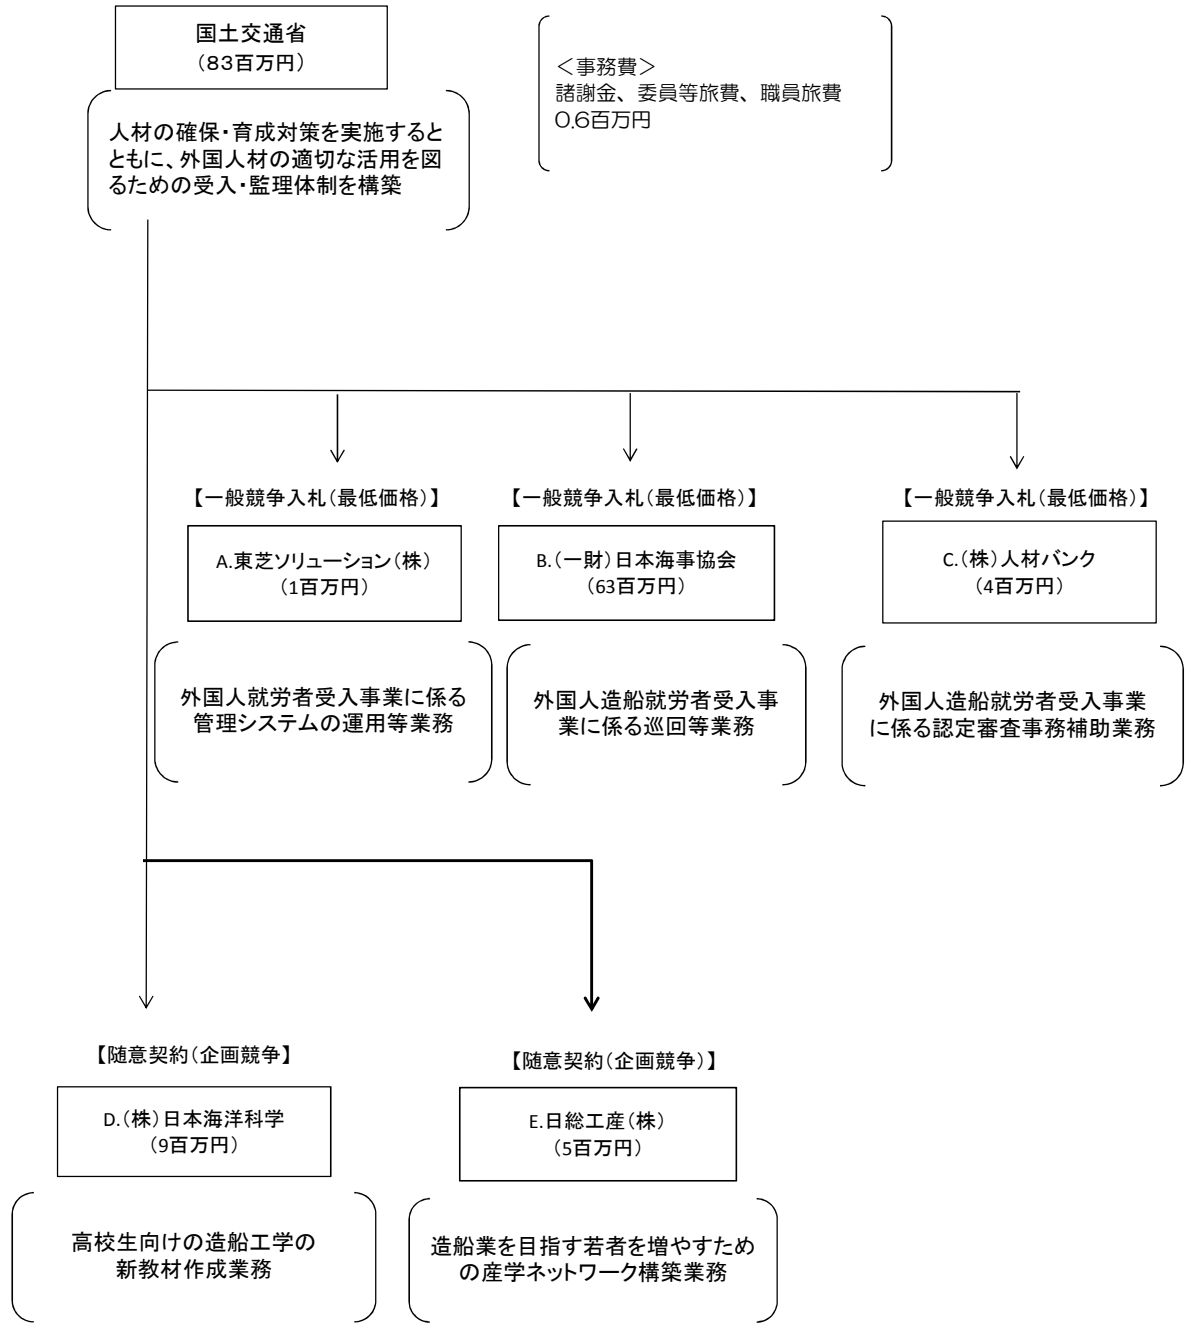 国土交通省
（８３百万円）
＜事務費＞
諸謝金、委員等旅費、職員旅費
０.６百万円
人材の確保・育成対策を実施すると
ともに、外国人材の適切な活用を図
るための受入・監理体制を構築
【一般競争入札（最低価格）】
A.東芝ソリューション（株）
（1百万円）
外国人就労者受入事業に係る
管理システムの運用等業務
【一般競争入札（最低価格）】
B.（一財）日本海事協会
（63百万円）
外国人造船就労者受入事
業に係る巡回等業務
【一般競争入札（最低価格）】
C.（株）人材バンク
（4百万円）
外国人造船就労者受入事業
に係る認定審査事務補助業務
【随意契約（企画競争】
D.（株）日本海洋科学
（9百万円）
高校生向けの造船工学の
新教材作成業務
【随意契約（企画競争）】
E.日総工産（株）
（5百万円）
造船業を目指す若者を増やすため
の産学ネットワーク構築業務